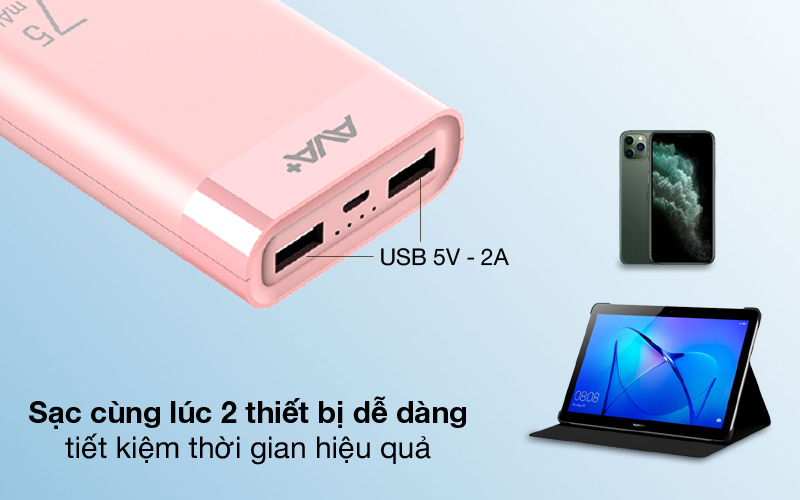 75
mAh
AVA+
USB 5V - 2A
08:08
HUAWEI
Sạc cùng lúc 2 thiết bị dễ dàng
tiết kiệm thời gian hiệu quả